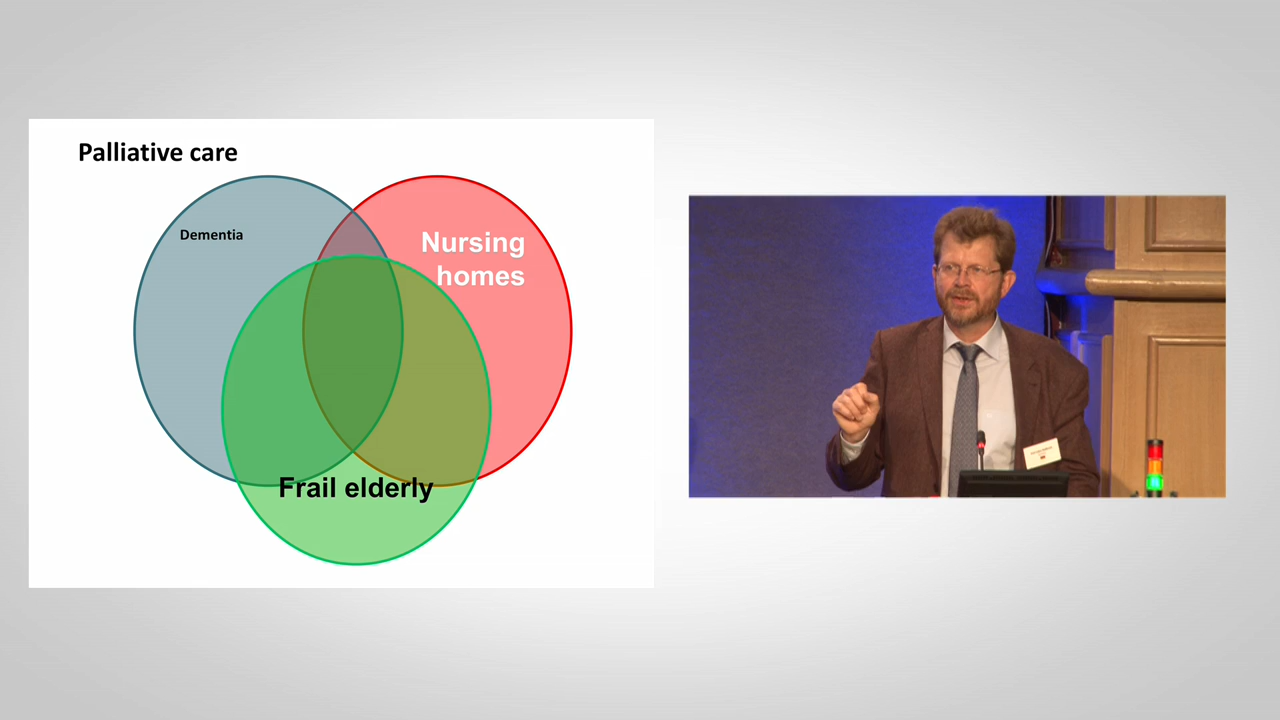 Palliative care
Dementia
Nursing
homes
Frail elderly